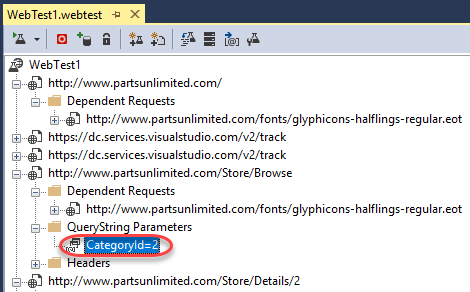 WebTest1.webtest
WebTest1
http://www.partsunlimited.com/
Dependent Requests
http://www.partsunlimited.com/fonts/glyphicons-halflings-regular.eot
https://dc.services.visualstudio.com/v2/track
https://dc.services.visualstudio.com/v2/track
http://www.partsunlimited.com/Store/Browse
Dependent Requests
http://www.partsunlimited.com/fonts/glyphicons-halflings-regular.eot
QueryString Parameters
CategoryId=2
Headers
http://www.partsunlimited.com/Store/Details/2